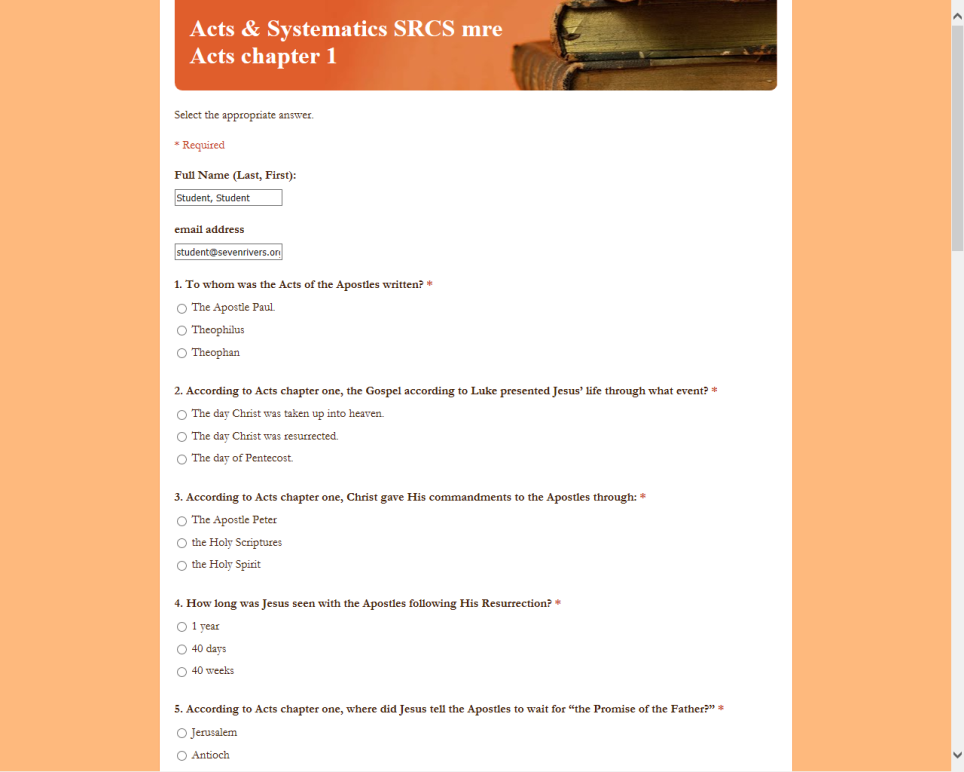 Acts & Systematics SRCS mre
Acts chapter 1
Select the appropriate answer.
* Required
Full Name (Last, First):
Student, Student
email address
student@sevenrivers.or
1. To whom was the Acts of the Apostles written? *
The Apostle Paul.
Theophilus
Theophan
2. According to Acts chapter one, the Gospel according to Luke presented Jesus’ life through what event? *
The day Christ was taken up into heaven.
The day Christ was resurrected.
The day of Pentecost.
3. According to Acts chapter one, Christ gave His commandments to the Apostles through: *
The Apostle Peter
the Holy Scriptures
the Holy Spirit
4. How long was Jesus seen with the Apostles following His Resurrection? *
1 year
40 days
40 weeks
5. According to Acts chapter one, where did Jesus tell the Apostles to wait for “the Promise of the Father?” *
Jerusalem
Antioch